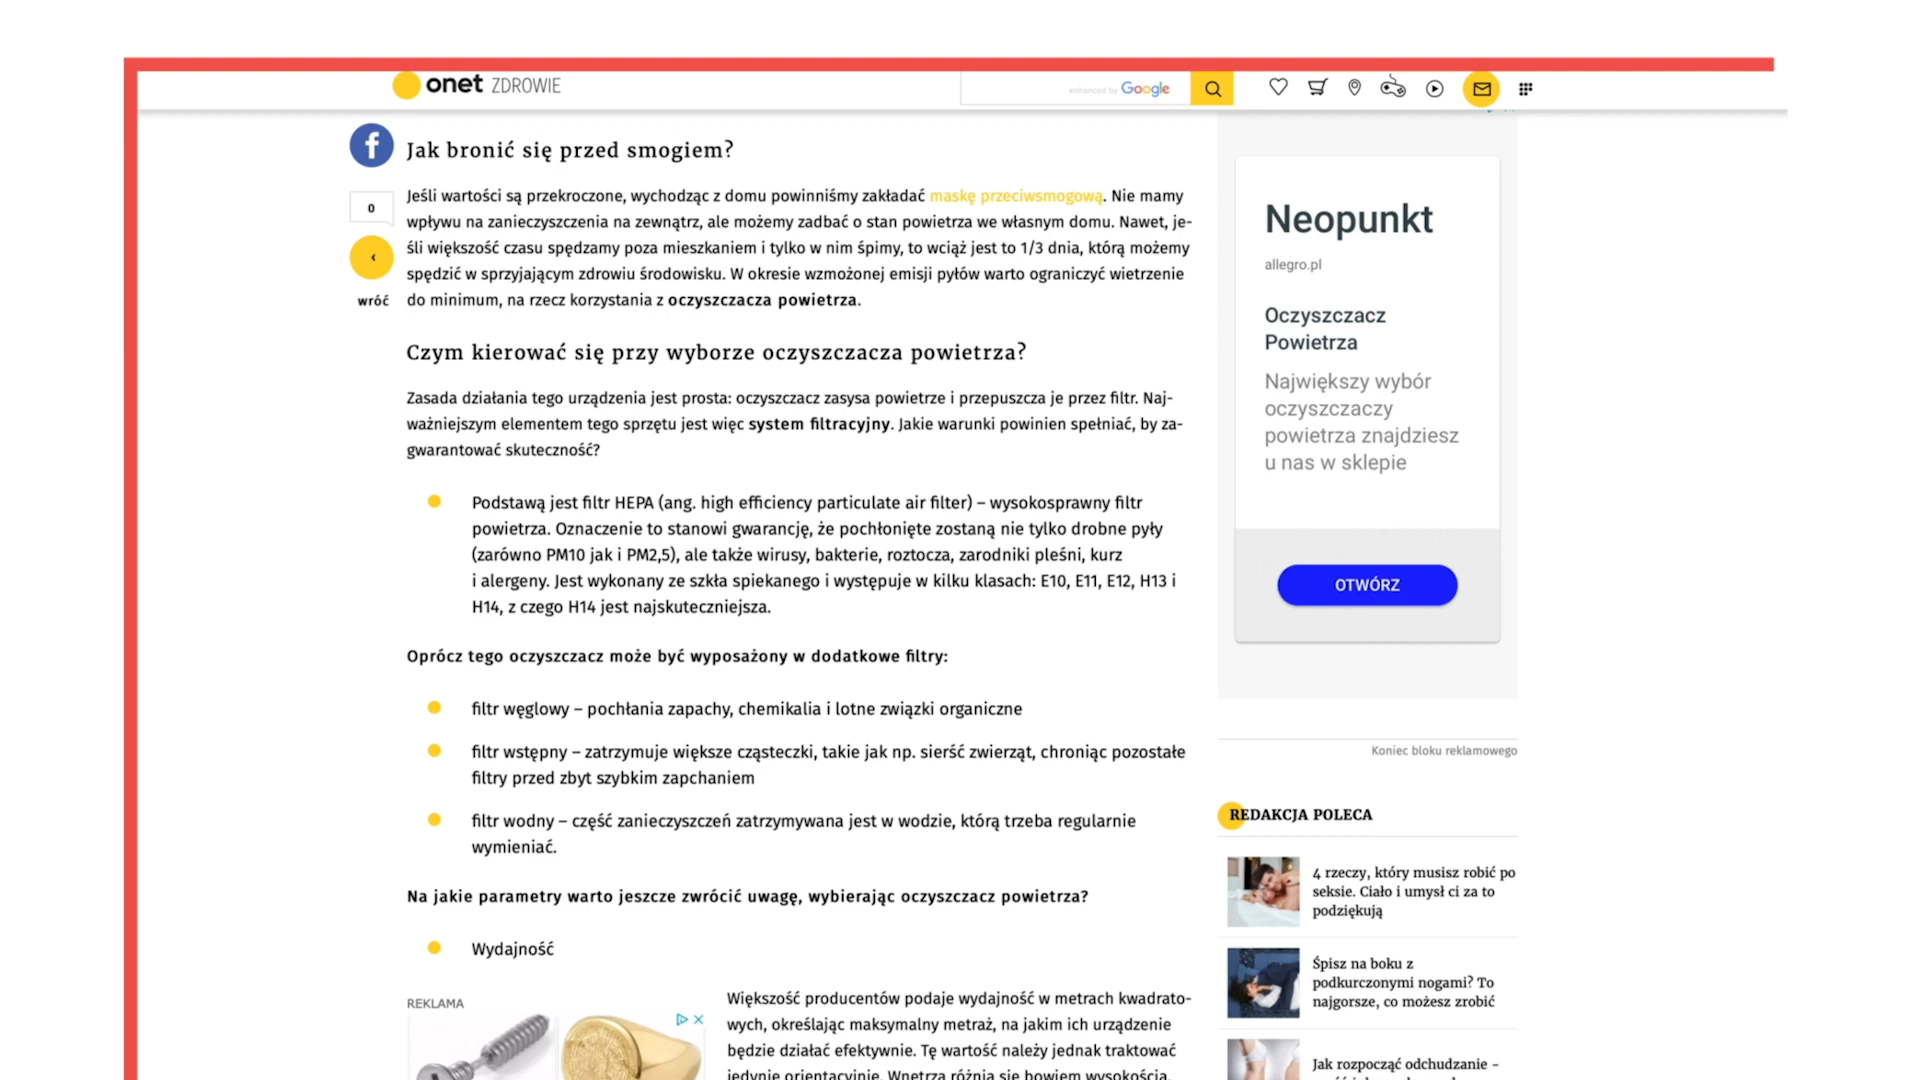 onet ZDROWIE
enhanced by Google
Jak bronić się przed smogiem?
0
wróć
Jeśli wartości są przekroczone, wychodząc z domu powinniśmy zakładać maskę przeciwsmogową. Nie mamy
wpływu na zanieczyszczenia na zewnątrz, ale możemy zadbać o stan powietrza we własnym domu. Nawet, je-
śli większość czasu spędzamy poza mieszkaniem i tylko w nim śpimy, to wciąż jest to 1/3 dnia, którą możemy
spędzić w sprzyjającym zdrowiu środowisku. W okresie wzmożonej emisji pyłów warto ograniczyć wietrzenie
do minimum, na rzecz korzystania z oczyszczacza powietrza.
Czym kierować się przy wyborze oczyszczacza powietrza?
Zasada działania tego urządzenia jest prosta: oczyszczacz zasysa powietrze i przepuszcza je przez filtr. Naj-
ważniejszym elementem tego sprzętu jest więc system filtracyjny. Jakie warunki powinien spełniać, by za-
gwarantować skuteczność?
Podstawą jest filtr HEPA (ang. high efficiency particulate air filter) – wysokosprawny filtr
powietrza. Oznaczenie to stanowi gwarancję, że pochłonięte zostaną nie tylko drobne pyły
(zarówno PM10 jak i PM2,5), ale także wirusy, bakterie, roztocza, zarodniki pleśni, kurz
i alergeny. Jest wykonany ze szkła spiekanego i występuje w kilku klasach: E10, E11, E12, H13 i
H14, z czego H14 jest najskuteczniejsza.
Oprócz tego oczyszczacz może być wyposażony w dodatkowe filtry:
filtr węglowy – pochłania zapachy, chemikalia i lotne związki organiczne
filtr wstępny – zatrzymuje większe cząsteczki, takie jak np. sierść zwierząt, chroniąc pozostałe
filtry przed zbyt szybkim zapchaniem
filtr wodny – część zanieczyszczeń zatrzymywana jest w wodzie, którą trzeba regularnie
wymieniać.
Na jakie parametry warto jeszcze zwrócić uwagę, wybierając oczyszczacz powietrza?
Wydajność
REKLAMA
Większość producentów podaje wydajność w metrach kwadrato-
wych, określając maksymalny metraż, na jakim ich urządzenie
będzie działać efektywnie. Tę wartość należy jednak traktować
jedynie orientacyjnie. Wnętrza różnią się bowiem wysokością,
Neopunkt
allegro.pl
Oczyszczacz
Powietrza
Największy wybór
oczyszczaczy
powietrza znajdziesz
u nas w sklepie
OTWÓRZ
Koniec bloku reklamowego
REDAKCJA POLECA
4 rzeczy, który musisz robić po
seksie. Ciało i umysł ci za to
podziękują
Śpisz na boku z
podkurczonymi nogami? To
najgorsze, co możesz zrobić
Jak rozpocząć odchudzanie –